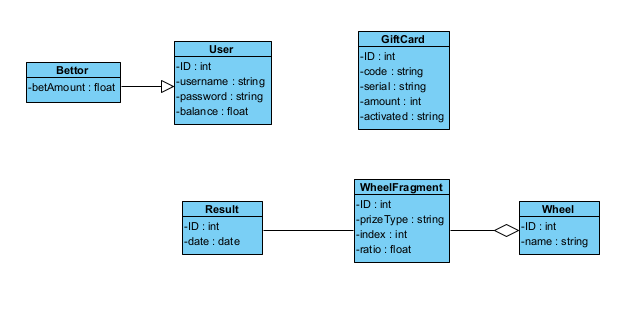 Bettor
-betAmount : float
User
-ID : int
-username : string
-password : string
-balance : float
GiftCard
-ID : int
-code : string
-serial : string
-amount : int
-activated : string
Result
-ID : int
-date : date
WheelFragment
-ID : int
-prizeType : string
-index : int
-ratio : float
Wheel
-ID : int
-name : string